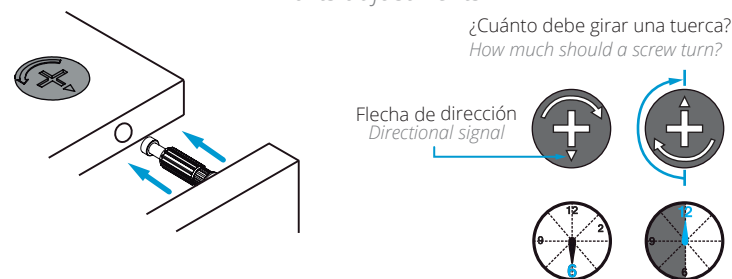 ¿Cuánto debe girar una tuerca?
How much should a screw turn?
Flecha de dirección
Directional signal
12
2
9
6
12
9
6